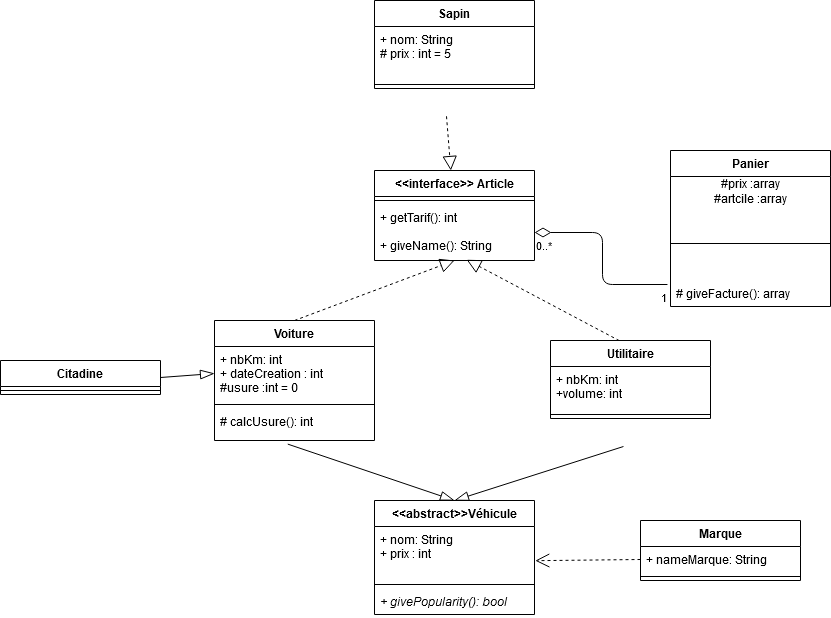 Sapin
+ nom: String
# prix : int = 5
<<interface>> Article
+ getTarif(): int
+ giveName(): String
Panier
#prix :array
#artcile :array
# giveFacture(): array
0..*
1
Voiture
+ nbKm: int
+ dateCreation : int
#usure :int = 0
# calcUsure(): int
Utilitaire
+ nbKm: int
+volume: int
Citadine
<<abstract>>Véhicule
+ nom: String
+ prix : int
+ givePopularity(): bool
Marque
+ nameMarque: String